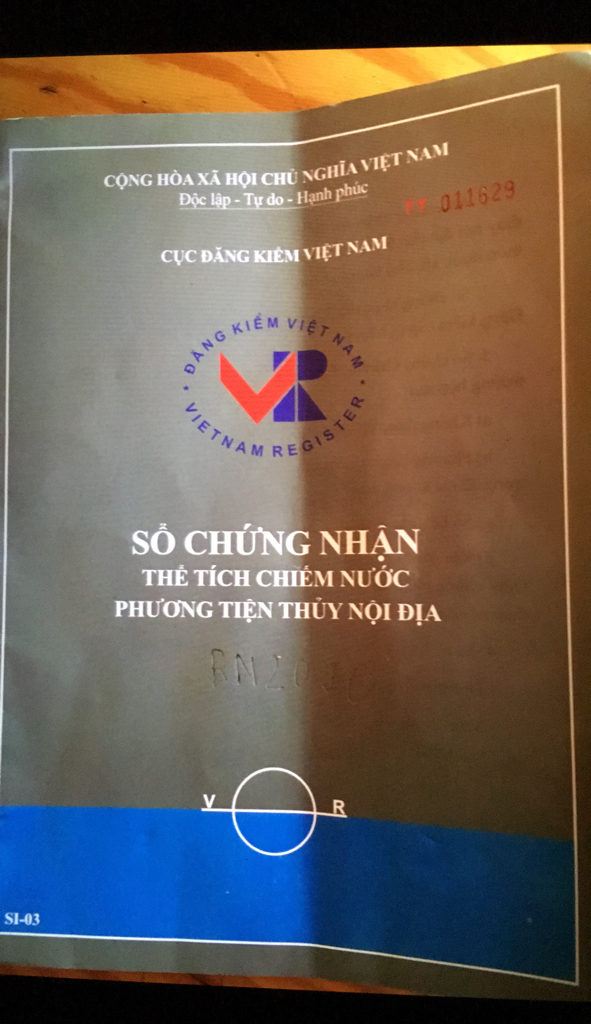 CỘNG HÒA XÃ HỘI CHỦ NGHĨA VIỆT NAM
Độc lập - Tự do - Hạnh phúc
TT 011629
CỤC ĐĂNG KIỂM VIỆT NAM
ĐĂNG KIỂM VIỆT NAM
VR
VIETNAM REGISTER
SỔ CHỨNG NHẬN
THỂ TÍCH CHIẾM NƯỚC
PHƯƠNG TIỆN THỦY NỘI ĐỊA
V R
SI-03